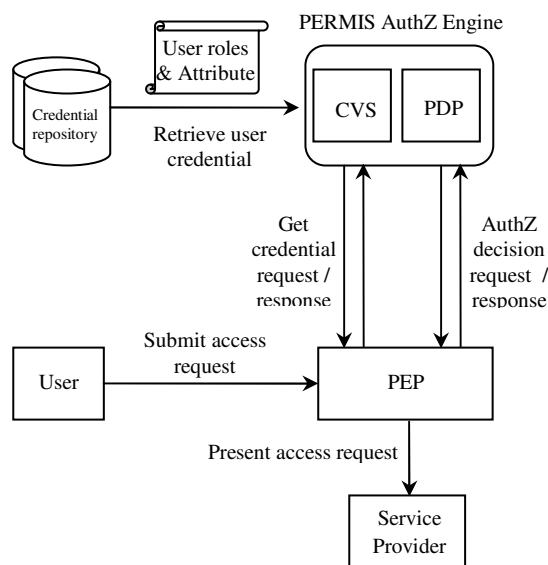 PERMIS AuthZ Engine
User roles
& Attribute
Credential
repository
CVS
PDP
Retrieve user
credential
Get
credential
request /
response
AuthZ
decision
request /
response
Submit access
request
User
PEP
Present access request
Service
Provider